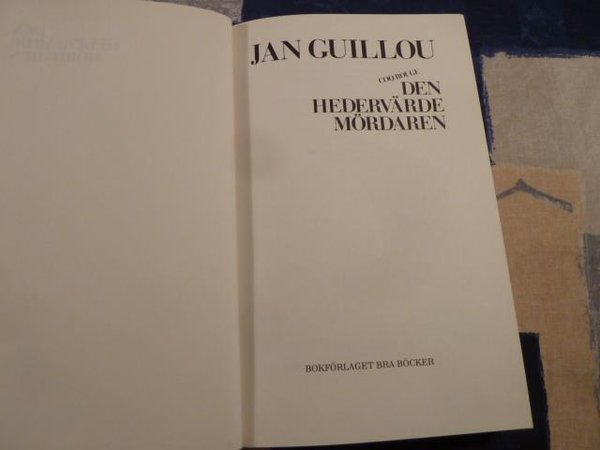 JAN GUILLOU
COQ ROUGE
DEN
HEDERVÄRDE
MÖRDAREN
BOKFÖRLAGET BRA BÖCKER